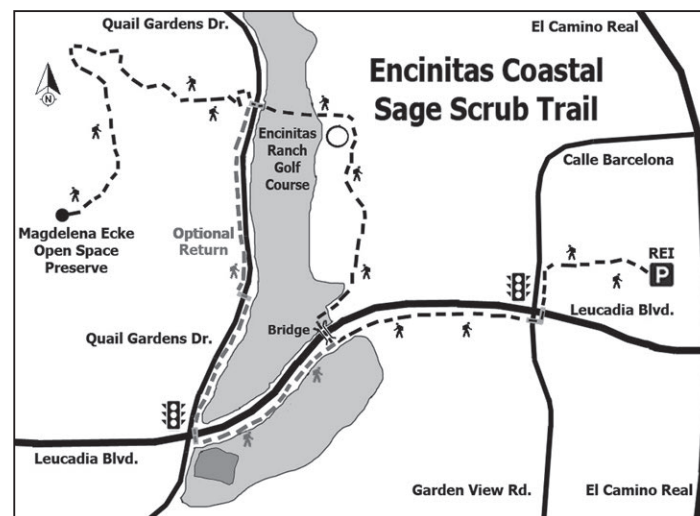 Quail Gardens Dr.
El Camino Real
Encinitas Coastal
Sage Scrub Trail
N
Encinitas
Ranch
Golf
Course
Calle Barcelona
Optional
Return
Magdelena Ecke
Open Space
Preserve
REI
P
Leucadia Blvd.
Bridge
Quail Gardens Dr.
Leucadia Blvd.
Garden View Rd.
El Camino Real